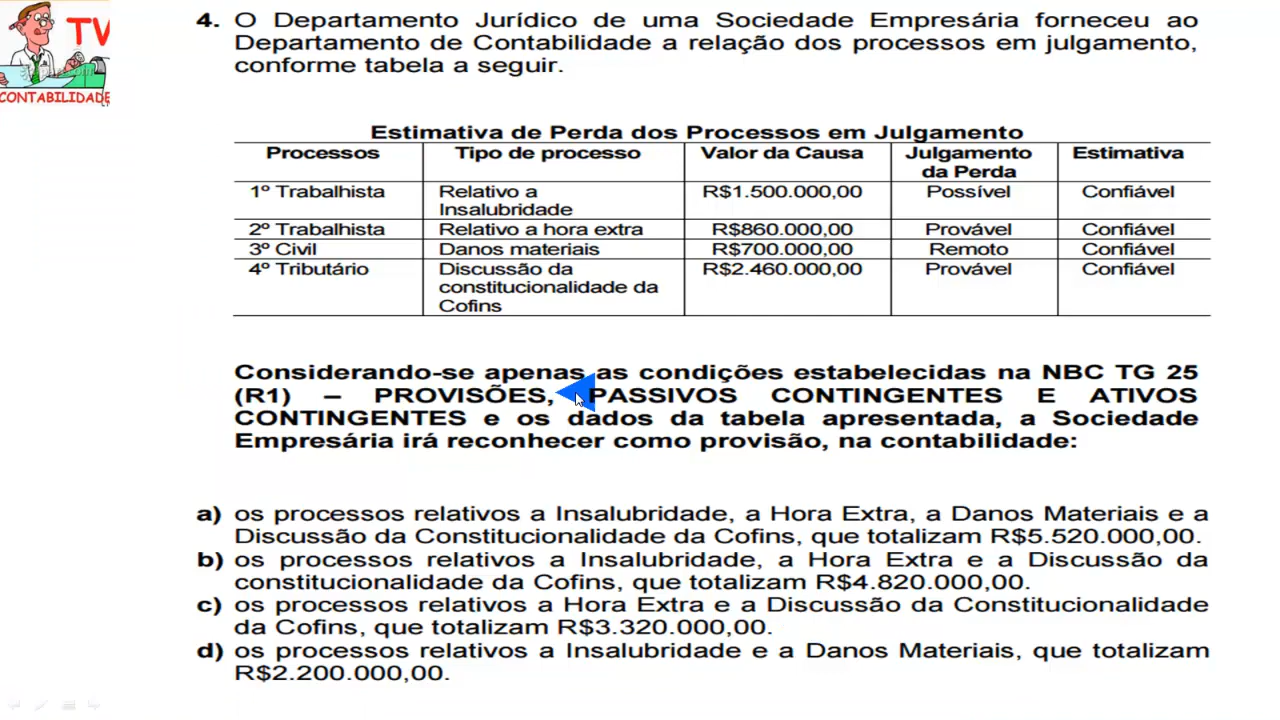 TV
CONTABILIDADE
4. O Departamento Jurídico de uma Sociedade Empresária forneceu ao
Departamento de Contabilidade a relação dos processos em julgamento,
conforme tabela a seguir.
Estimativa de Perda dos Processos em Julgamento
Processos Tipo de processo Valor da Causa Julgamento da Perda Estimativa
1º Trabalhista Relativo a Insalubridade R$1.500.000,00 Possível Confiável
2º Trabalhista Relativo a hora extra R$860.000,00 Provável Confiável
3º Civil Danos materiais R$700.000,00 Remoto Confiável
4º Tributário Discussão da constitucionalidade da Cofins R$2.460.000,00 Provável Confiável
Considerando-se apenas as condições estabelecidas na NBC TG 25
(R1) – PROVISÕES, PASSIVOS CONTINGENTES E ATIVOS
CONTINGENTES e os dados da tabela apresentada, a Sociedade
Empresária irá reconhecer como provisão, na contabilidade:
a) os processos relativos a Insalubridade, a Hora Extra, a Danos Materiais e a
Discussão da Constitucionalidade da Cofins, que totalizam R$5.520.000,00.
b) os processos relativos a Insalubridade, a Hora Extra e a Discussão da
constitucionalidade da Cofins, que totalizam R$4.820.000,00.
c) os processos relativos a Hora Extra e a Discussão da Constitucionalidade
da Cofins, que totalizam R$3.320.000,00.
d) os processos relativos a Insalubridade e a Danos Materiais, que totalizam
R$2.200.000,00.